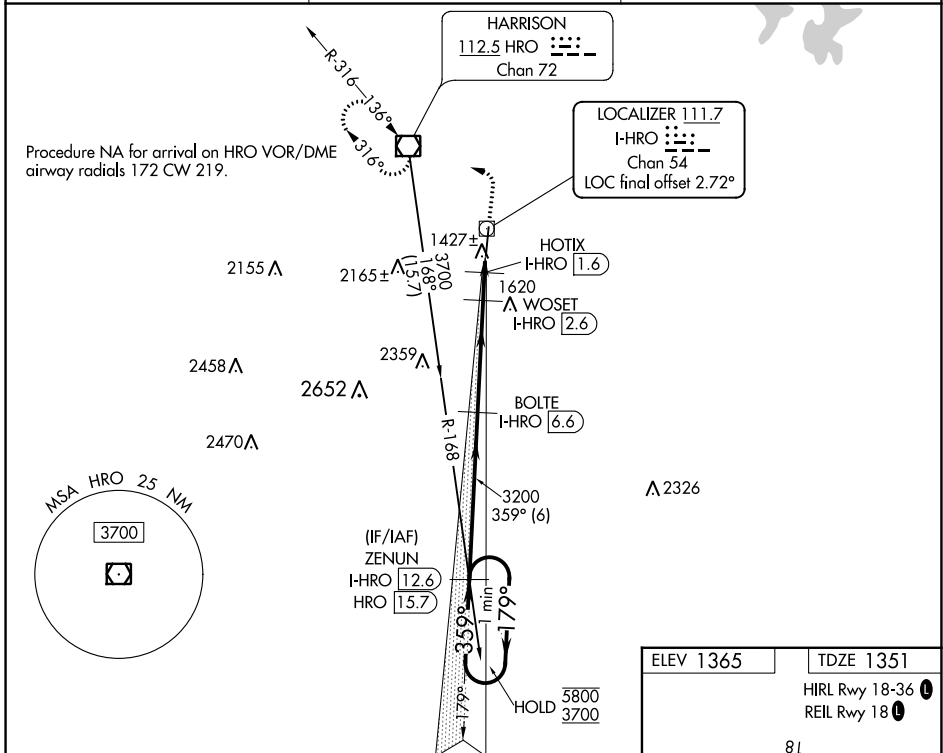 HARRISON
112.5 HRO
Chan 72
R-316
136°
316°
LOCALIZER 111.7
I-HRO
Chan 54
LOC final offset 2.72°
Procedure NA for arrival on HRO VOR/DME
airway radials 172 CW 219.
1427±
HOTIX
I-HRO 1.6
2155
2165±
3700
168°
(15.7)
1620
WOSET
I-HRO 2.6
2458
2359
2652
BOLTE
I-HRO 6.6
R-168
2470
MSA HRO 25 NM
3700
2326
3200
359° (6)
(IF/IAF)
ZENUN
I-HRO 12.6
HRO 15.7
359°
1 min
179°
179°
HOLD 5800
3700
ELEV 1365
TDZE 1351
HIRL Rwy 18-36 L
REIL Rwy 18 L
18